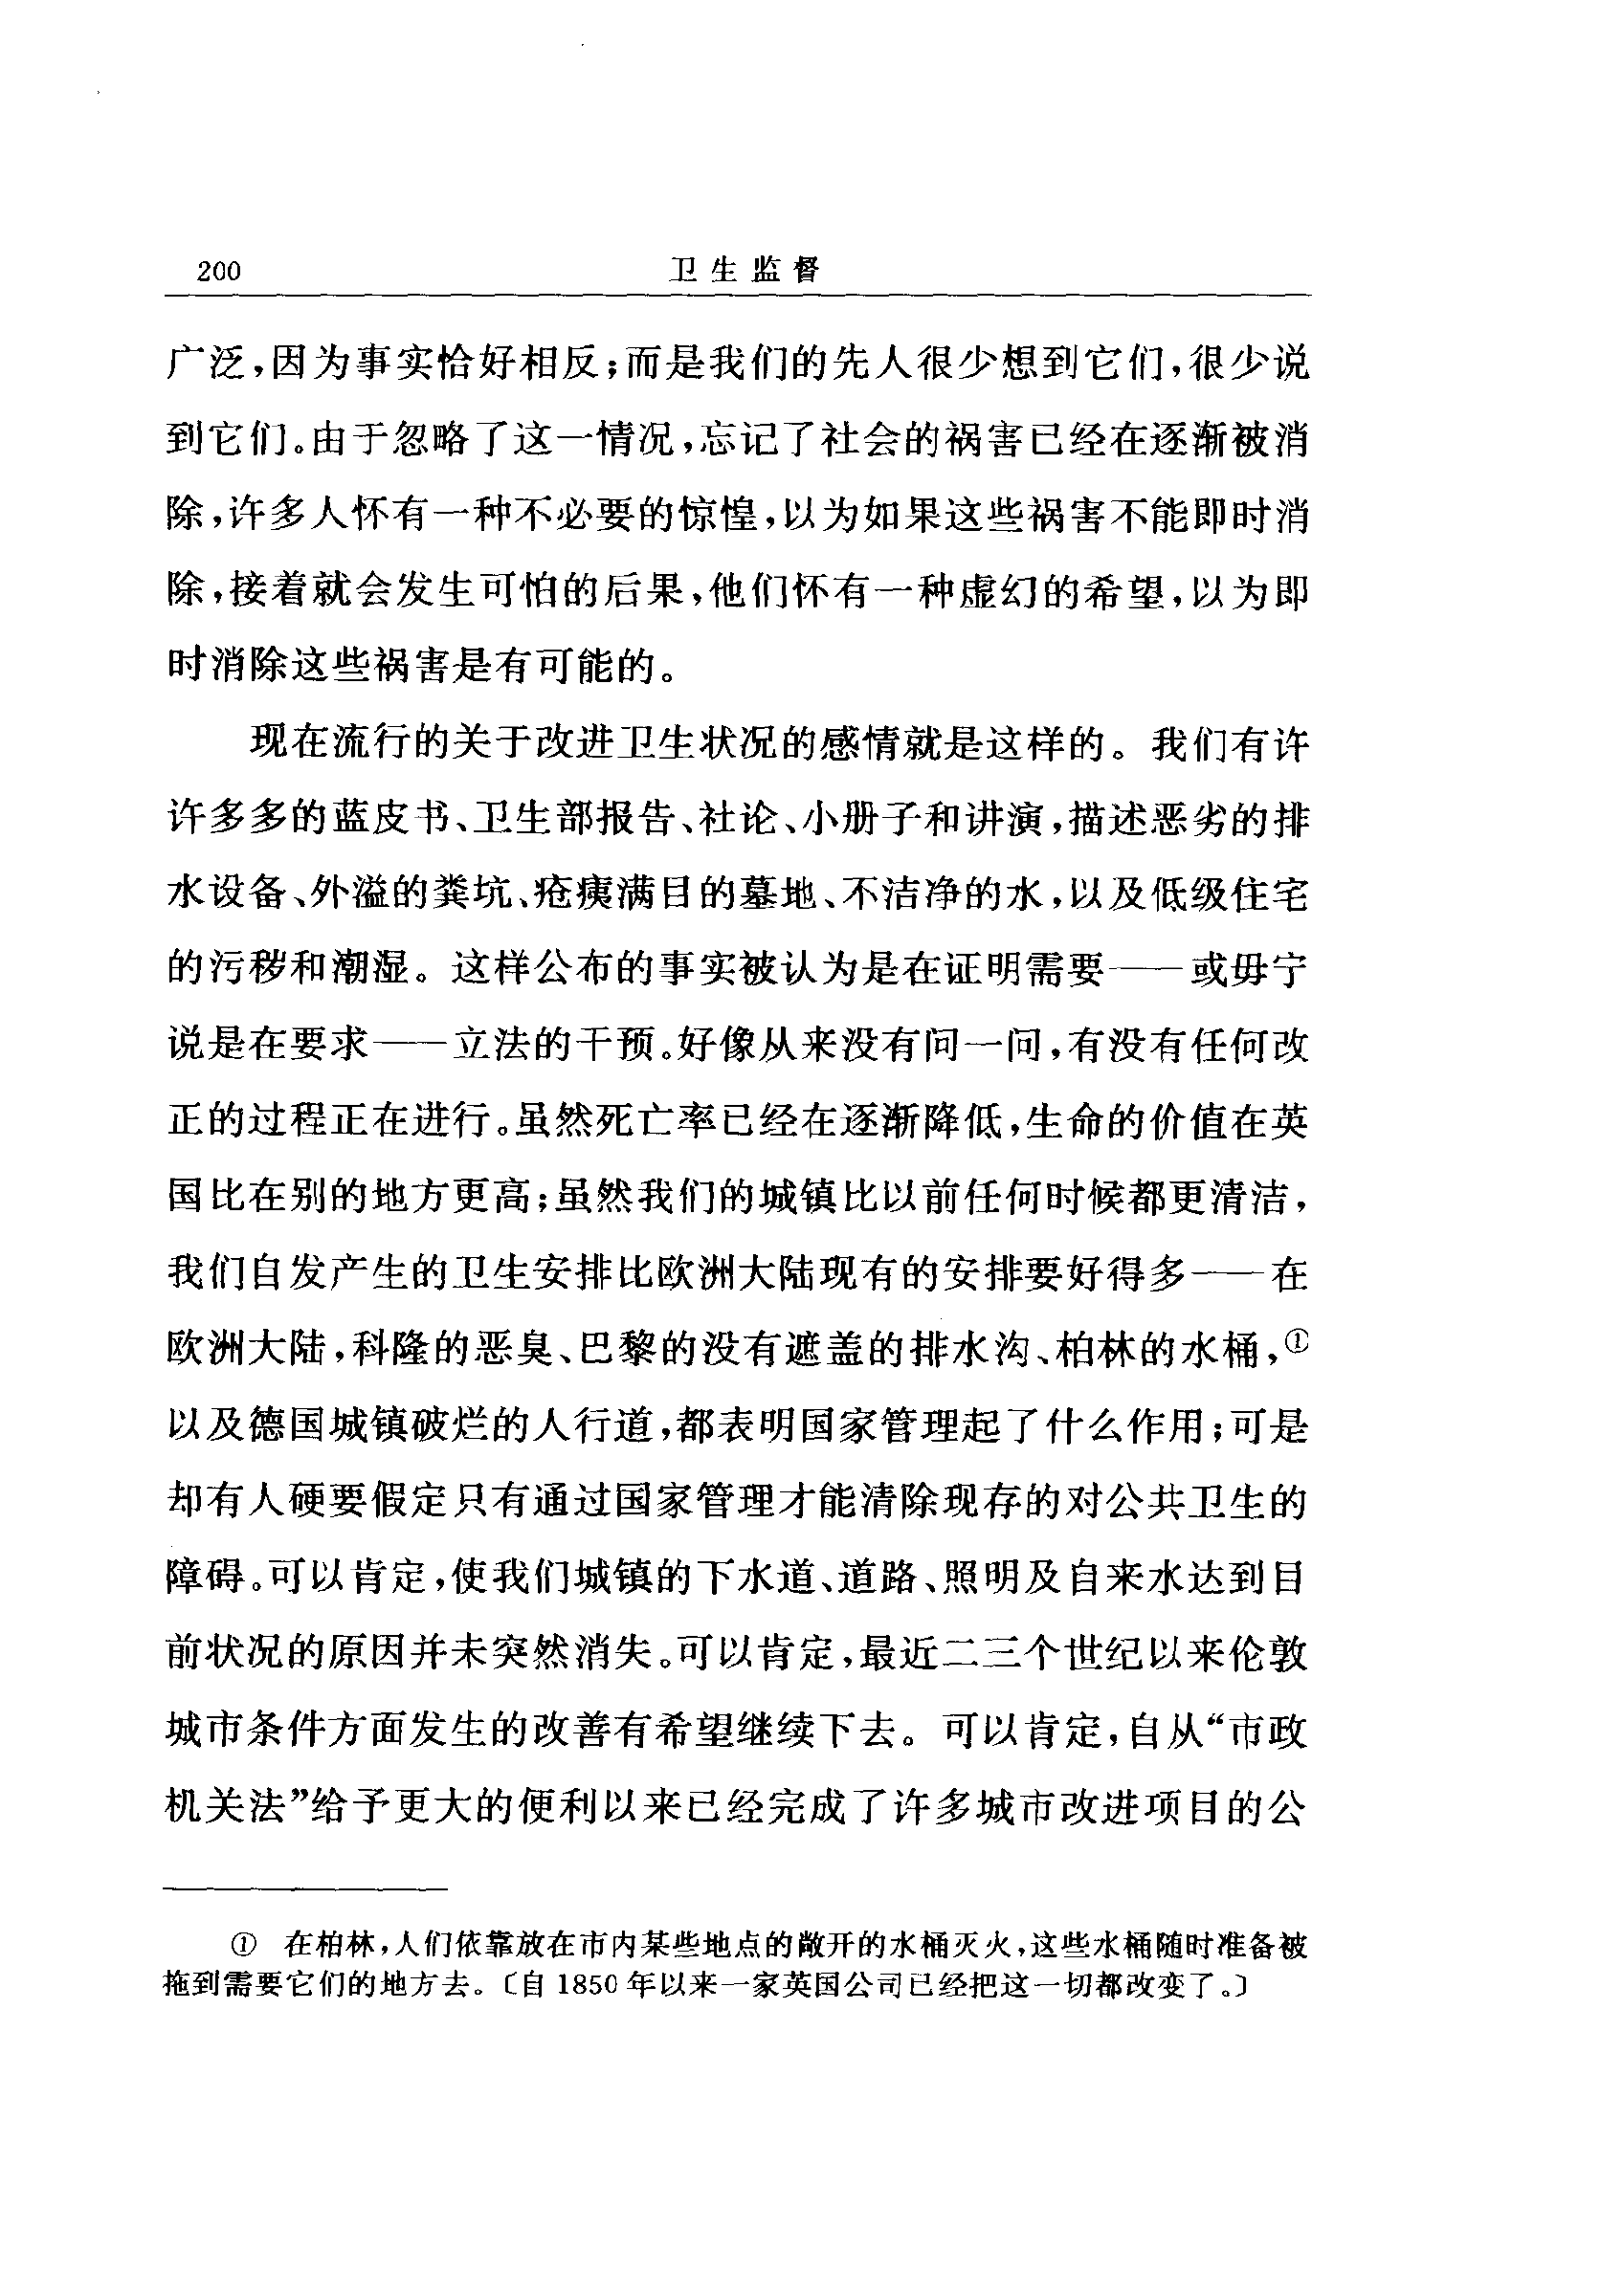 200 卫生监督
广泛,因为事实恰好相反;而是我们的先人很少想到它们,很少说
到它们。由于忽略了这一情况,忘记了社会的祸害已经在逐渐被消
除,许多人怀有一种不必要的惊惶,以为如果这些祸害不能即时消
除,接着就会发生可怕的后果,他们怀有一种虚幻的希望,以为即
时消除这些祸害是有可能的。
现在流行的关于改进卫生状况的感情就是这样的。我们有许
许多多的蓝皮书、卫生部报告、社论、小册子和讲演,描述恶劣的排
水设备、外溢的粪坑、疮痍满目的墓地、不洁净的水,以及低级住宅
的污秽和潮湿。这样公布的事实被认为是在证明需要——或毋宁
说是在要求——立法的干预。好像从来没有问一问,有没有任何改
正的过程正在进行。虽然死亡率已经在逐渐降低,生命的价值在英
国比在别的地方更高;虽然我们的城镇比以前任何时候都更清洁,
我们自发产生的卫生安排比欧洲大陆现有的安排要好得多——在
欧洲大陆,科隆的恶臭、巴黎的没有遮盖的排水沟、柏林的水桶,①
以及德国城镇破烂的人行道,都表明国家管理起了什么作用;可是
却有人硬要假定只有通过国家管理才能清除现存的对公共卫生的
障碍。可以肯定,使我们城镇的下水道、道路、照明及自来水达到目
前状况的原因并未突然消失。可以肯定,最近二三个世纪以来伦敦
城市条件方面发生的改善有希望继续下去。可以肯定,自从“市政
机关法”给予更大的便利以来已经完成了许多城市改进项目的公
① 在柏林,人们依靠放在市内某些地点的敞开的水桶灭火,这些水桶随时准备被
拖到需要它们的地方去。〔自1850年以来一家英国公司已经把这一切都改变了。〕